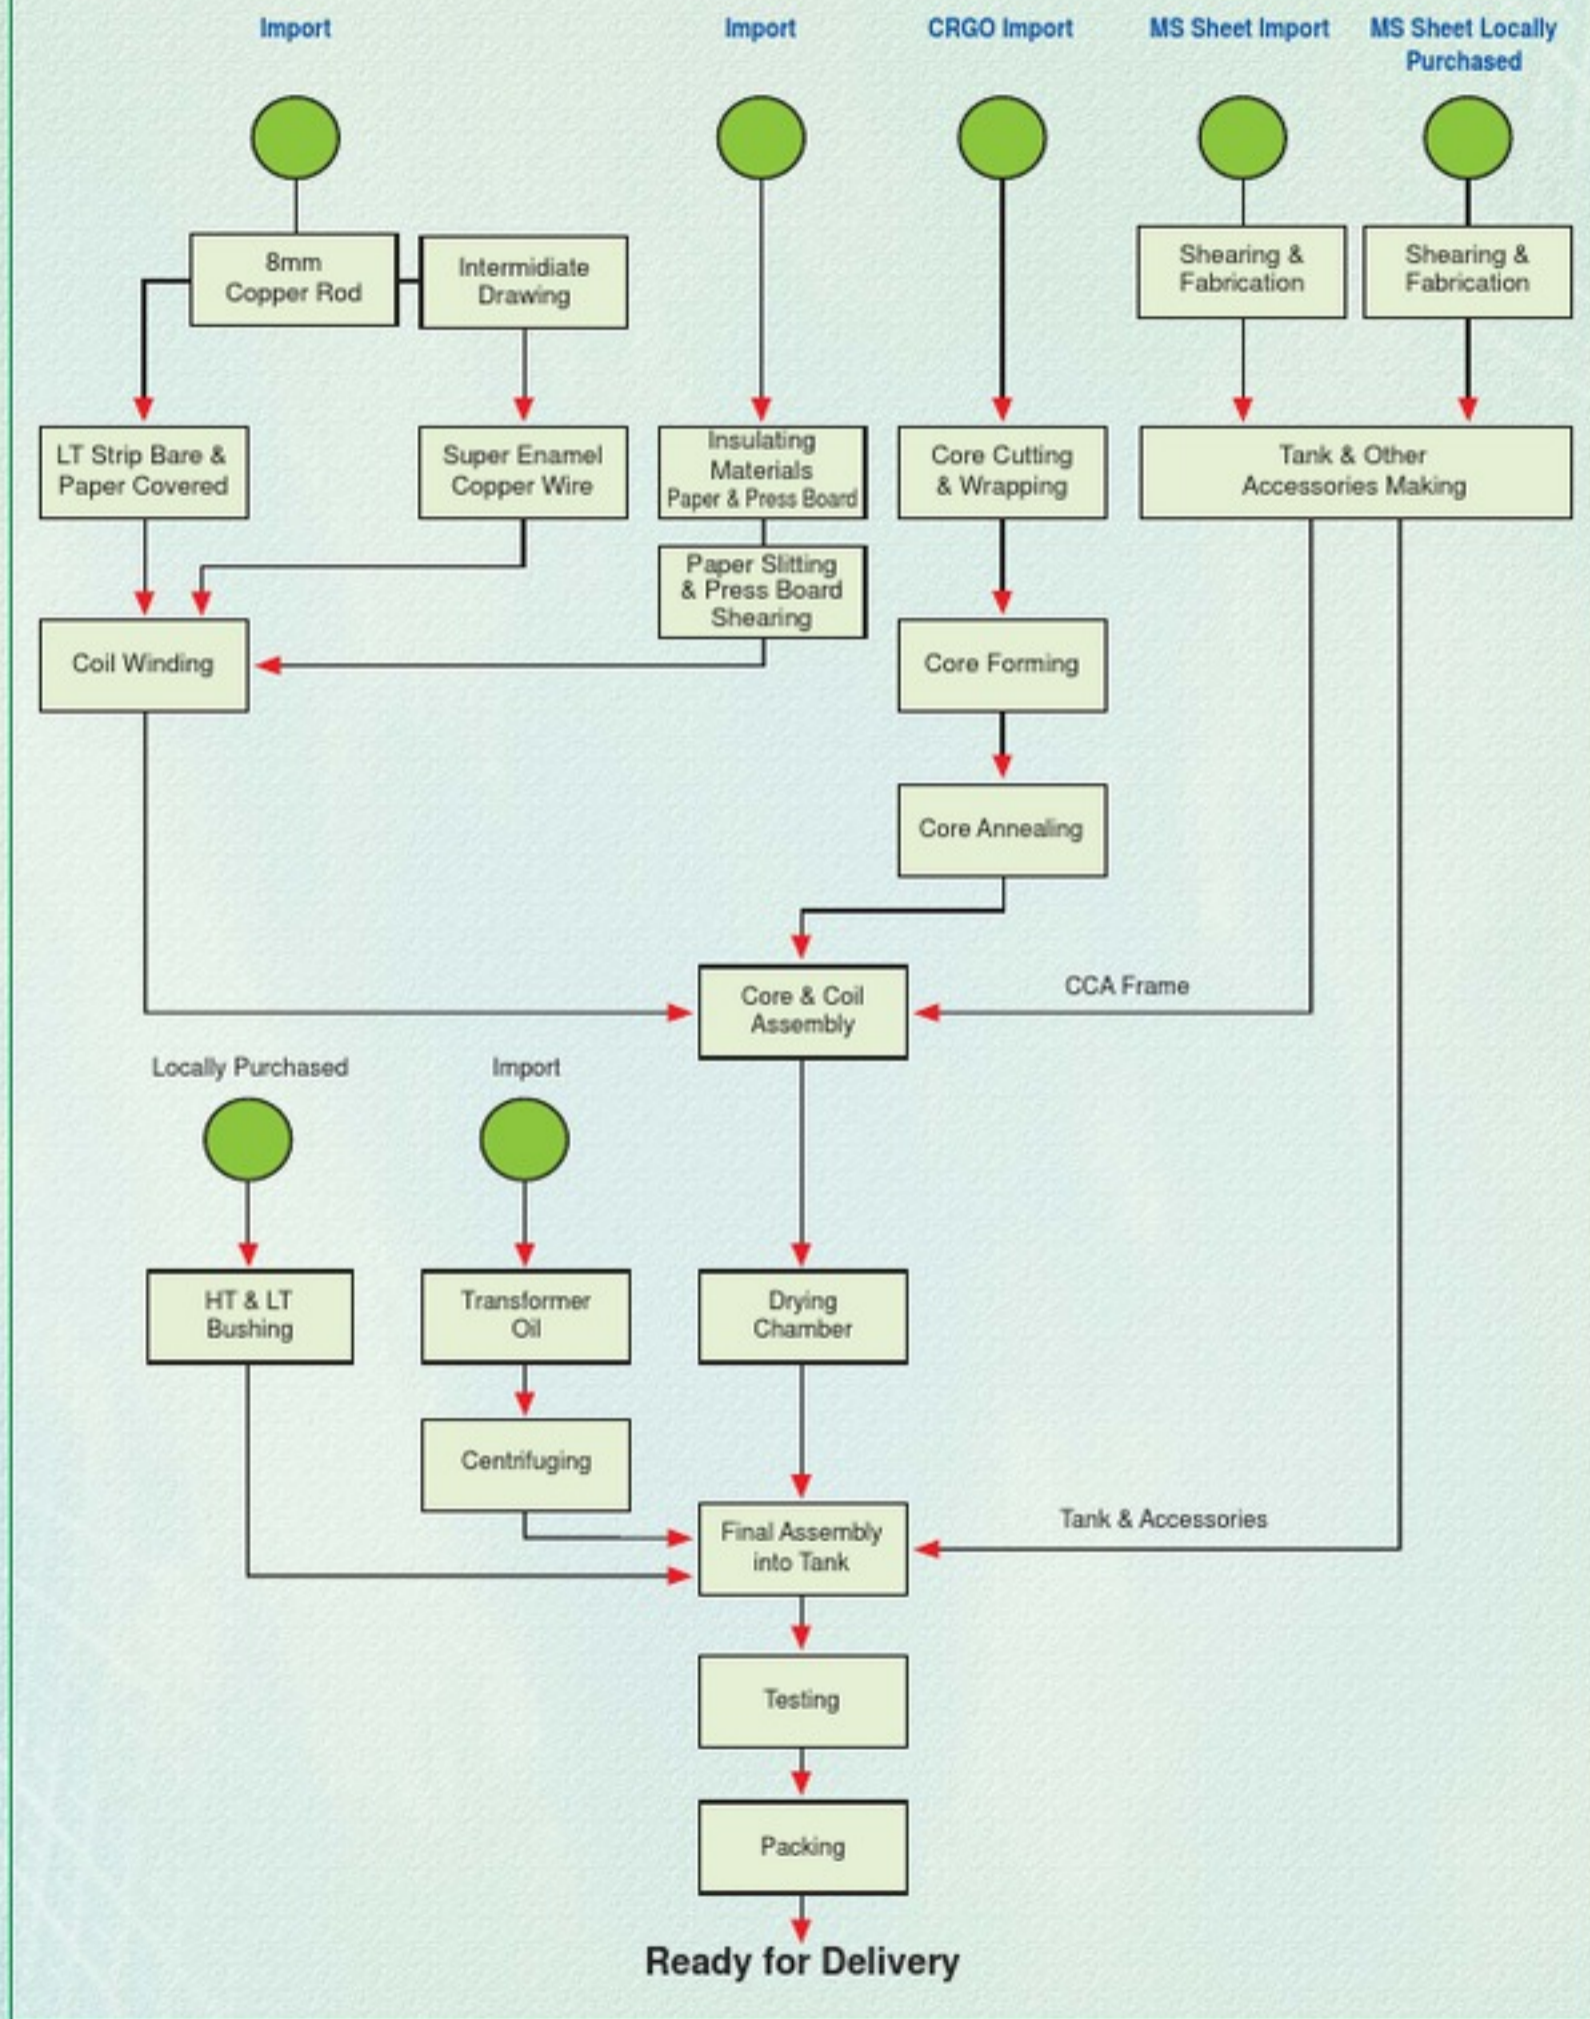 Import
Import
CRGO Import
MS Sheet Import
MS Sheet Locally
Purchased
8mm
Copper Rod
Intermidiate
Drawing
Shearing &
Fabrication
Shearing &
Fabrication
LT Strip Bare &
Paper Covered
Super Enamel
Copper Wire
Insulating
Materials
Paper & Press Board
Core Cutting
& Wrapping
Tank & Other
Accessories Making
Paper Slitting
& Press Board
Shearing
Coil Winding
Core Forming
Core Annealing
Core & Coil
Assembly
CCA Frame
Locally Purchased
Import
HT & LT
Bushing
Transformer
Oil
Drying
Chamber
Centrifuging
Final Assembly
into Tank
Tank & Accessories
Testing
Packing
Ready for Delivery